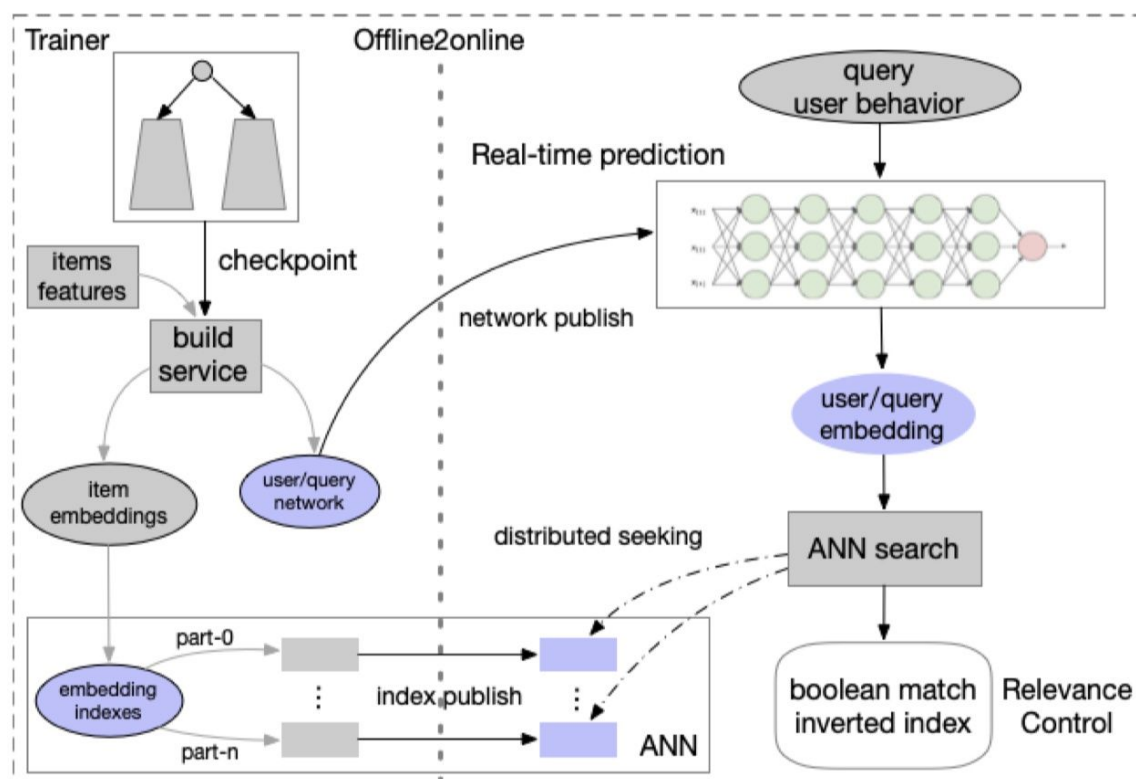 Trainer
Offline2online
query
user behavior
Real-time prediction
checkpoint
items
features
build
service
network publish
user/query
embedding
item
embeddings
user/query
network
distributed seeking
ANN search
part-0
embedding
indexes
index publish
part-n
ANN
boolean match
inverted index
Relevance
Control